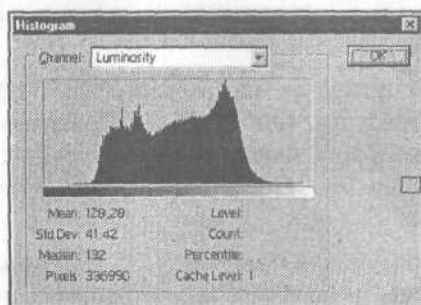 Histogram
Channel: Luminosity
OK
Mean: 128,28 Level:
Std Dev: 41,42 Count:
Median: 132 Percentile:
Pixels: 336990 Cache Level: 1